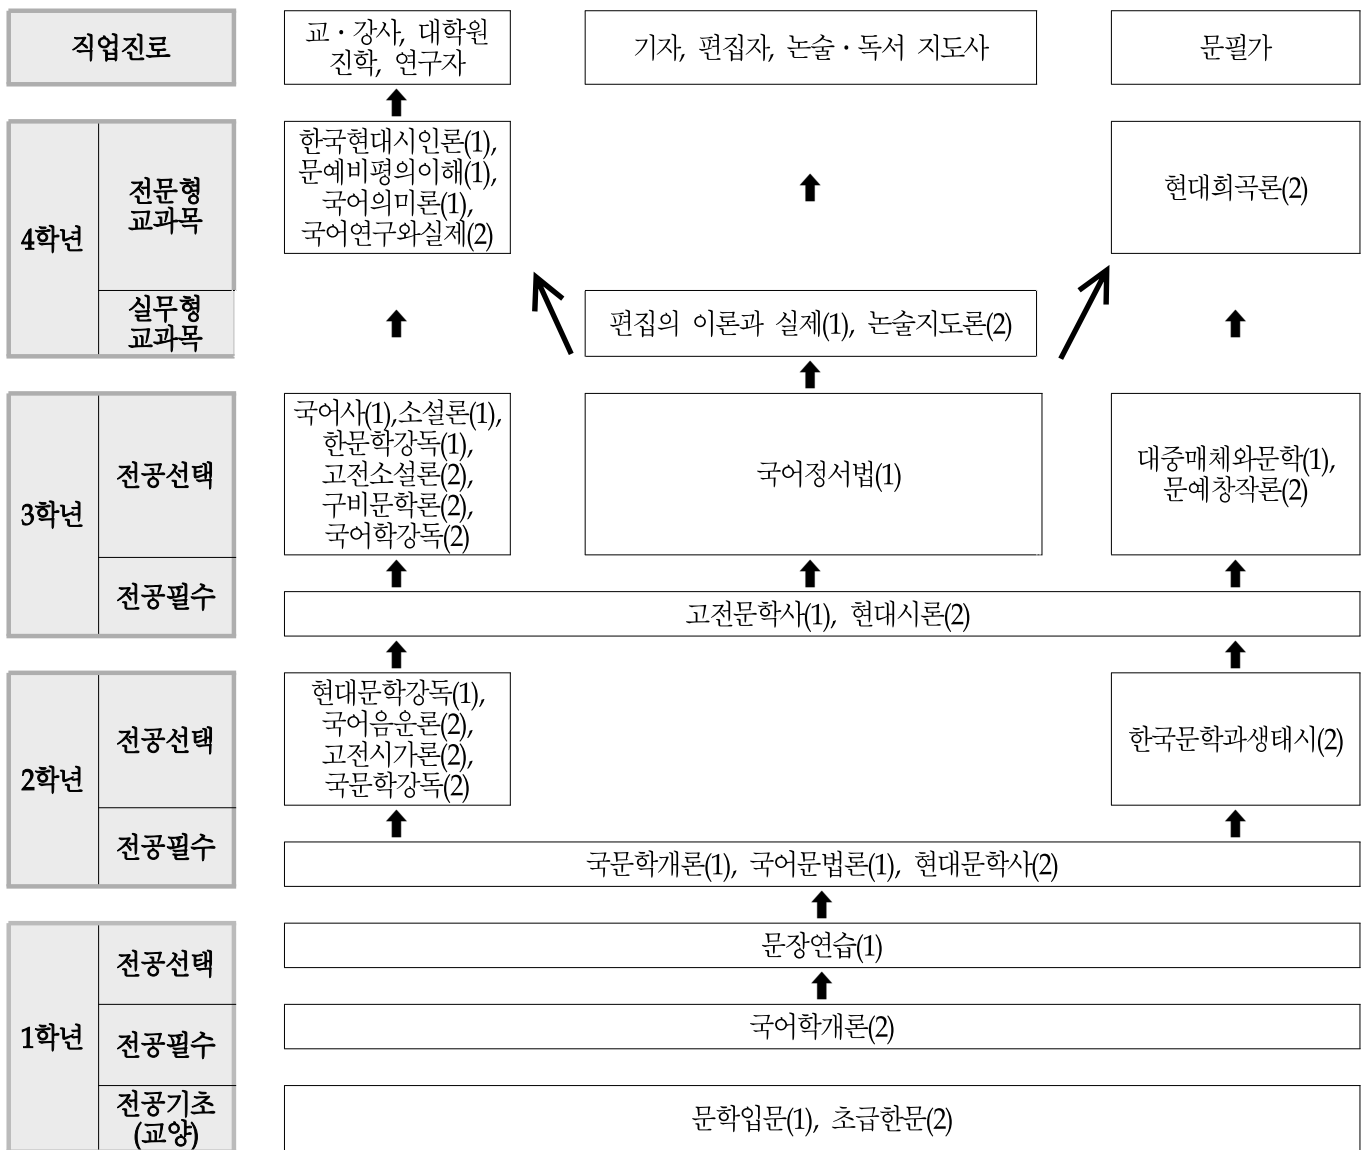 직업진로
교·강사, 대학원
진학, 연구자
기자, 편집자, 논술·독서 지도사
문필가
4학년
전문형
교과목
한국현대시인론(1),
문예비평의이해(1),
국어의미론(1),
국어연구와실제(2)
현대희곡론(2)
실무형
교과목
편집의 이론과 실제(1), 논술지도론(2)
3학년
전공선택
국어사(1),소설론(1),
한문학강독(1),
고전소설론(2),
구비문학론(2),
국어학강독(2)
국어정서법(1)
대중매체와문학(1),
문예창작론(2)
전공필수
고전문학사(1), 현대시론(2)
2학년
전공선택
현대문학강독(1),
국어음운론(2),
고전시가론(2),
국문학강독(2)
한국문학과생태시(2)
전공필수
국문학개론(1), 국어문법론(1), 현대문학사(2)
1학년
전공선택
문장연습(1)
전공필수
국어학개론(2)
전공기초
(교양)
문학입문(1), 초급한문(2)